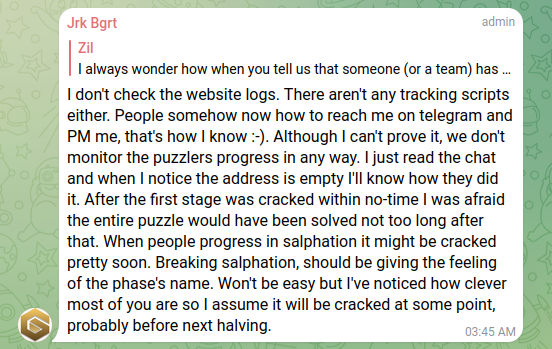 Jrk Bgrt admin
Zil
I always wonder how when you tell us that someone (or a team) has ...
I don't check the website logs. There aren't any tracking scripts
either. People somehow now how to reach me on telegram and
PM me, that's how I know :-). Although I can't prove it, we don't
monitor the puzzlers progress in any way. I just read the chat
and when I notice the address is empty I'll know how they did
it. After the first stage was cracked within no-time I was afraid
the entire puzzle would have been solved not too long after
that. When people progress in salphation it might be cracked
pretty soon. Breaking salphation, should be giving the feeling
of the phase's name. Won't be easy but I've noticed how clever
most of you are so I assume it will be cracked at some point,
probably before next halving.
03:45 AM